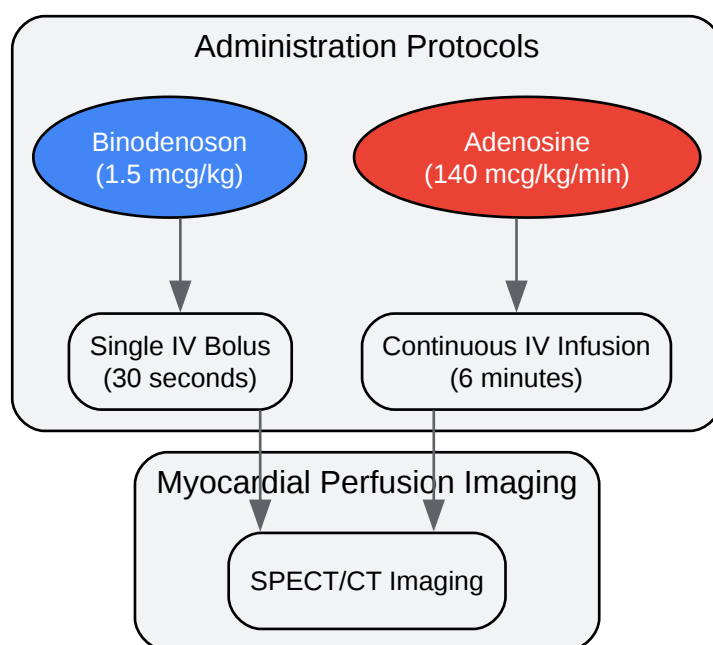 Administration Protocols
Binodenoson
(1.5 mcg/kg)
Adenosine
(140 mcg/kg/min)
Single IV Bolus
(30 seconds)
Continuous IV Infusion
(6 minutes)
Myocardial Perfusion Imaging
SPECT/CT Imaging